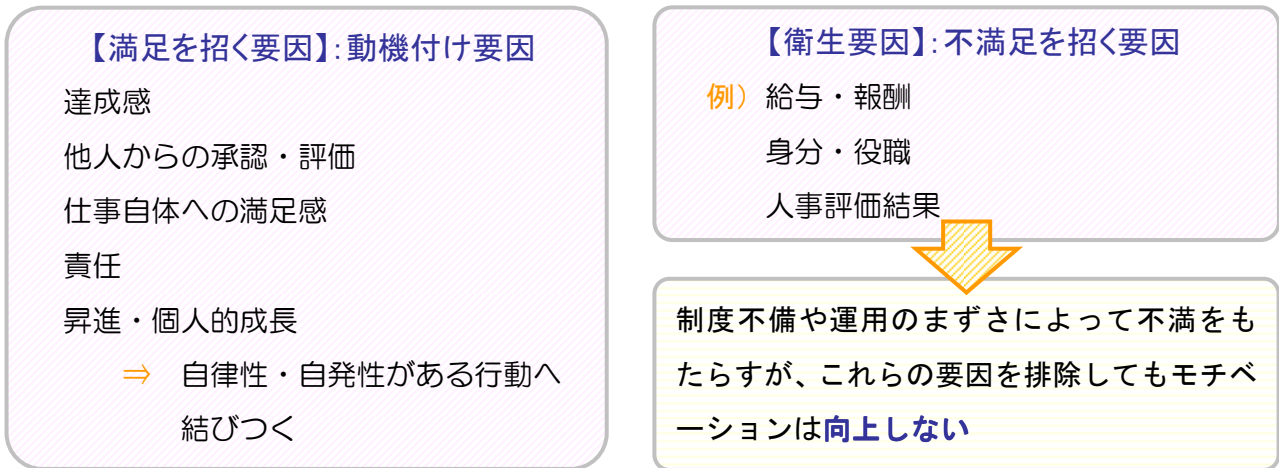 【満足を招く要因】:動機付け要因
達成感
他人からの承認・評価
仕事自体への満足感
責任
昇進・個人的成長
⇒ 自律性・自発性がある行動へ
結びつく
【衛生要因】:不満足を招く要因
例）給与・報酬
身分・役職
人事評価結果
制度不備や運用のまずさによって不満をも
たらすが、これらの要因を排除してもモチベ
ーションは向上しない